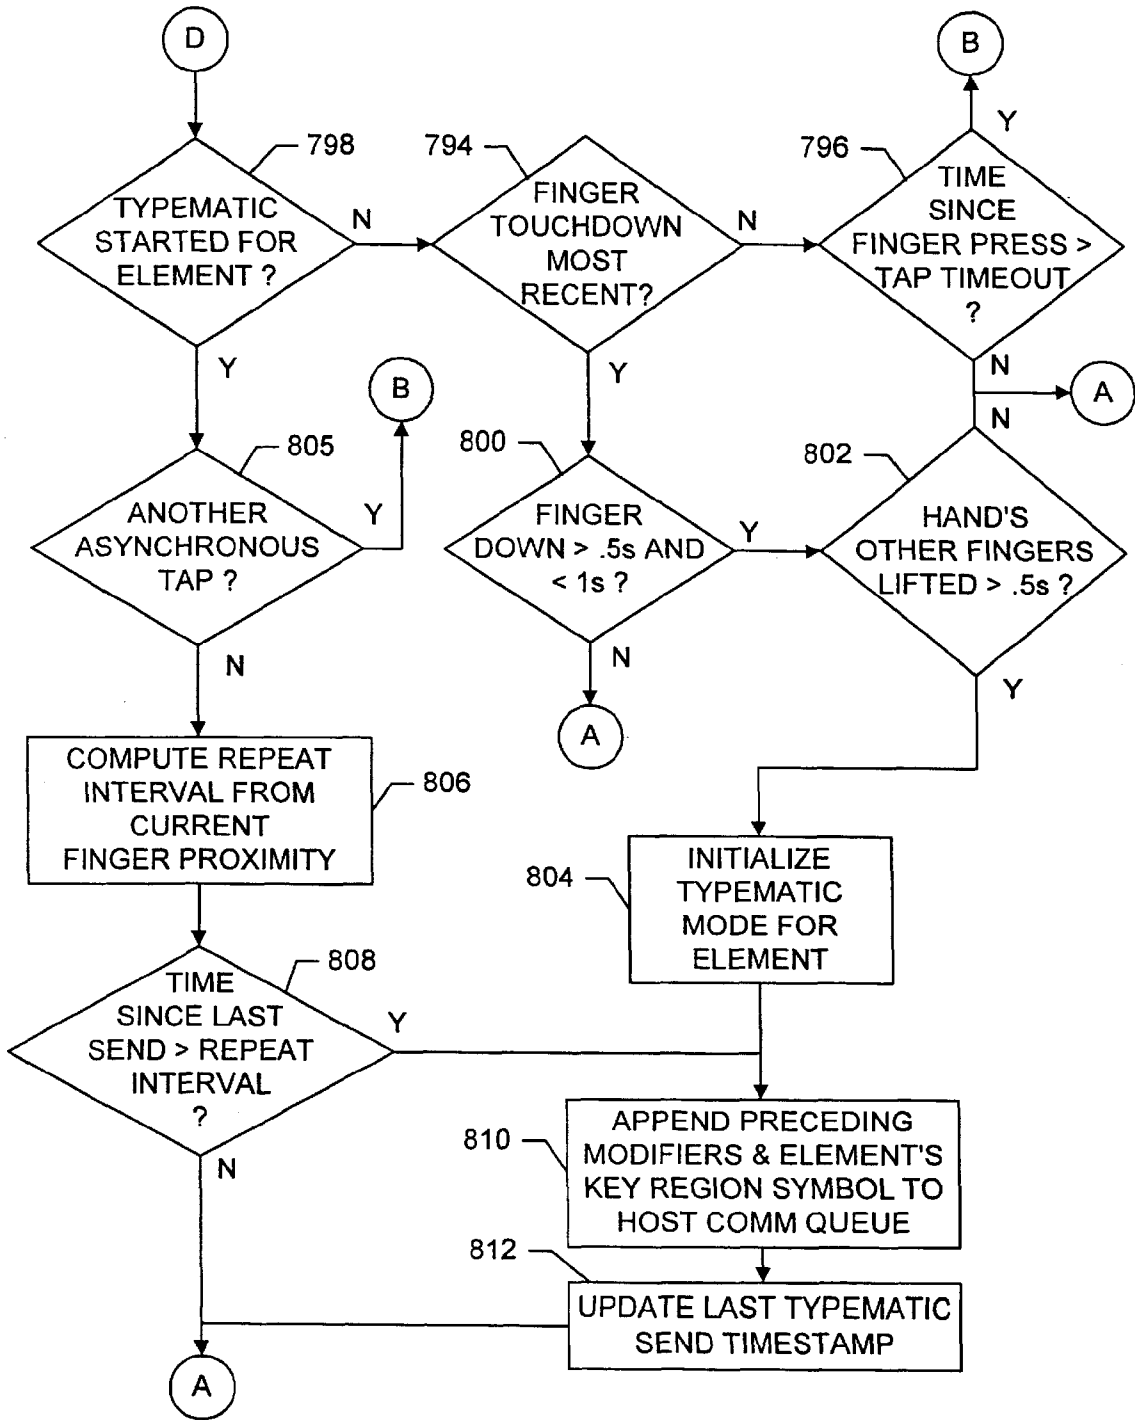 D
B
798
794
796
Y
TYPEMATIC
STARTED FOR
ELEMENT ?
N
FINGER
TOUCHDOWN
MOST
RECENT?
N
TIME
SINCE
FINGER PRESS >
TAP TIMEOUT
?
Y
B
Y
N
A
N
805
800
802
ANOTHER
ASYNCHRONOUS
TAP ?
Y
FINGER
DOWN > .5s AND
< 1s ?
Y
HAND'S
OTHER FINGERS
LIFTED > .5s ?
N
N
Y
A
COMPUTE REPEAT
INTERVAL FROM
CURRENT
FINGER PROXIMITY
806
804
INITIALIZE
TYPEMATIC
MODE FOR
ELEMENT
808
TIME
SINCE LAST
SEND > REPEAT
INTERVAL
?
Y
N
810
APPEND PRECEDING
MODIFIERS & ELEMENT'S
KEY REGION SYMBOL TO
HOST COMM QUEUE
812
UPDATE LAST TYPEMATIC
SEND TIMESTAMP
A